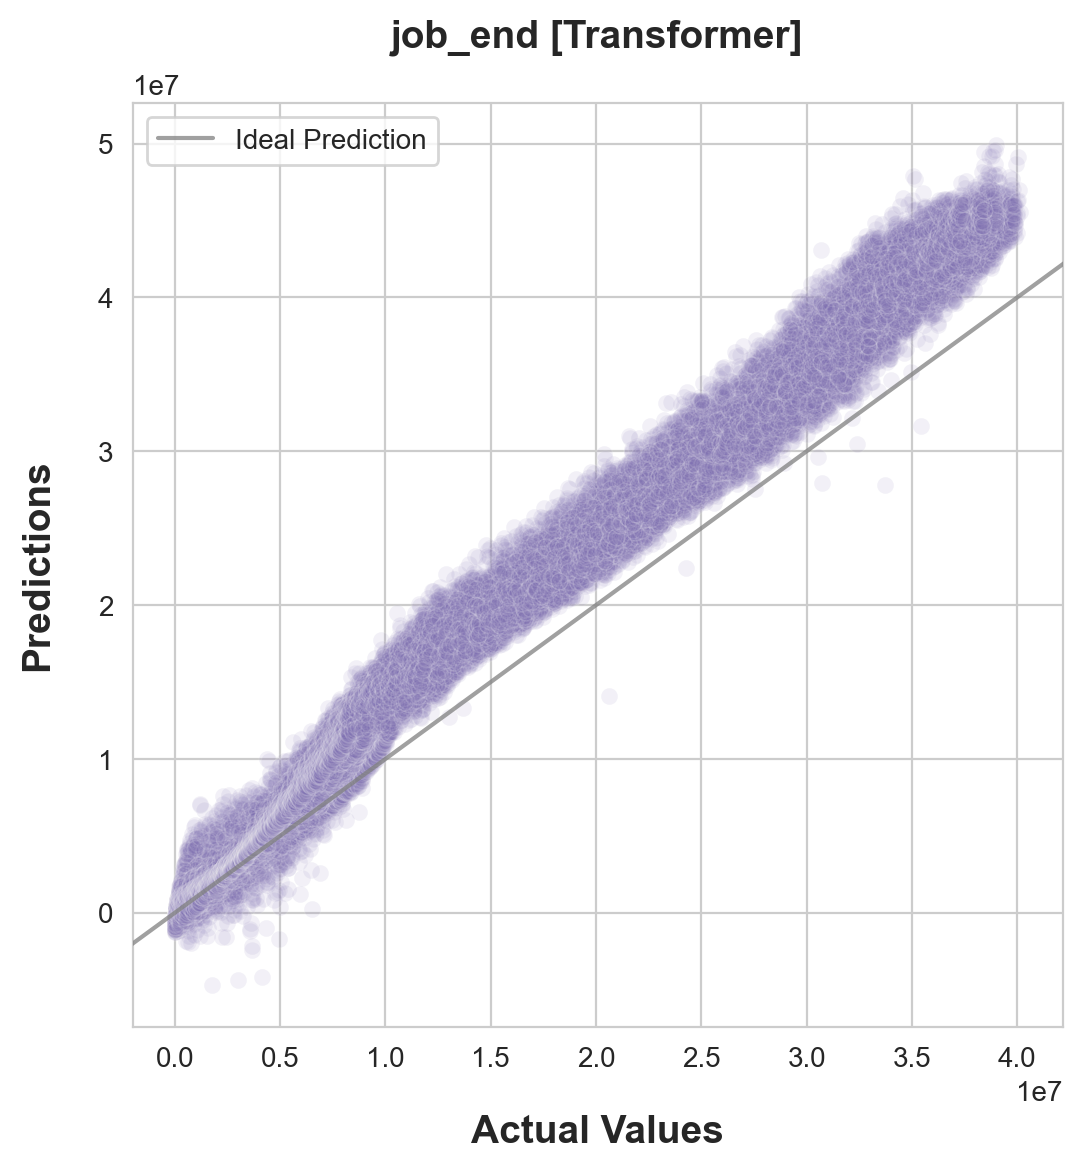 job_end [Transformer]
1e7
Ideal Prediction
5
4
3
2
1
0
Predictions
0.0 0.5 1.0 1.5 2.0 2.5 3.0 3.5 4.0
1e7
Actual Values